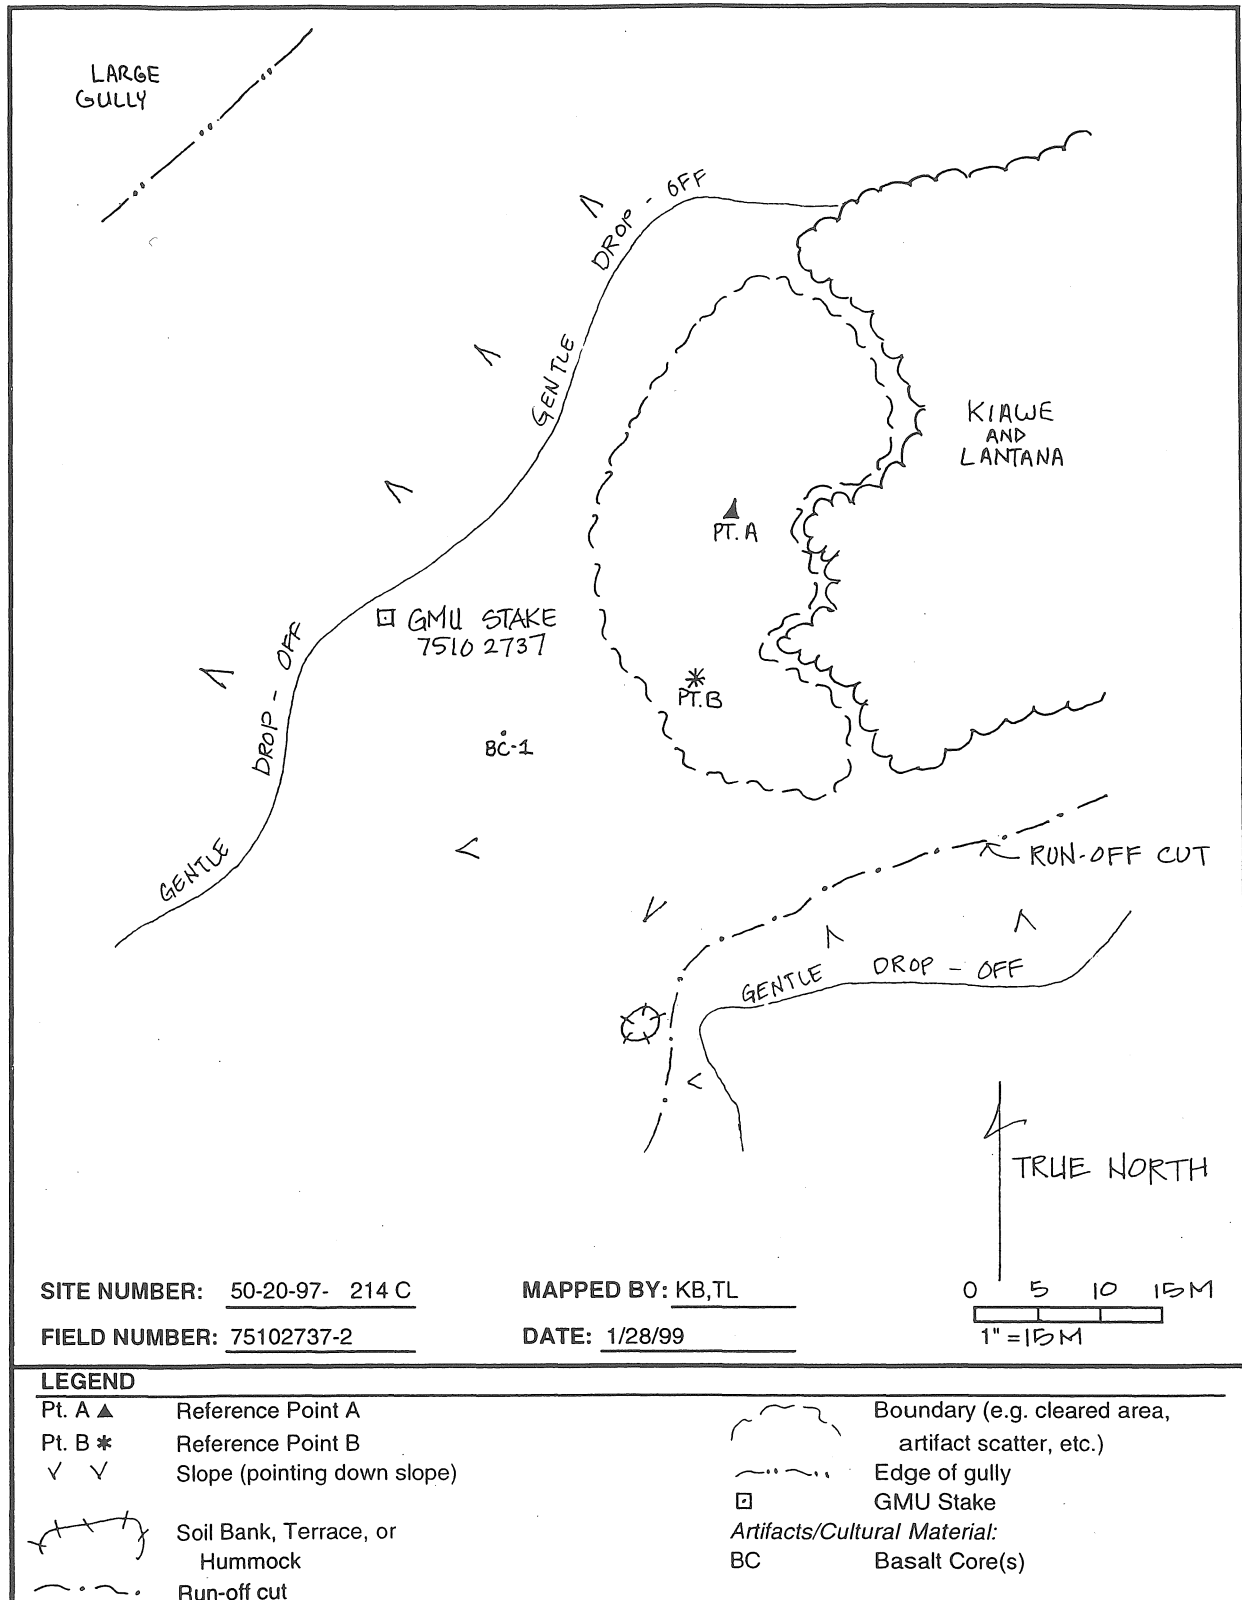 LARGE
GULLY
GENTLE DROP - OFF
KIAWE
AND
LANTANA
PT. A
GMU STAKE
7510 2737
PT. B
BC-1
GENTLE DROP - OFF
RUN-OFF CUT
GENTLE DROP - OFF
TRUE NORTH
SITE NUMBER: 50-20-97- 214 C
MAPPED BY: KB,TL
0 5 10 15 M
FIELD NUMBER: 75102737-2
DATE: 1/28/99
1" = 15 M
LEGEND
Pt. A Reference Point A
Pt. B Reference Point B
Slope (pointing down slope)
Soil Bank, Terrace, or
Hummock
Run-off cut
Boundary (e.g. cleared area,
artifact scatter, etc.)
Edge of gully
GMU Stake
Artifacts/Cultural Material:
BC Basalt Core(s)